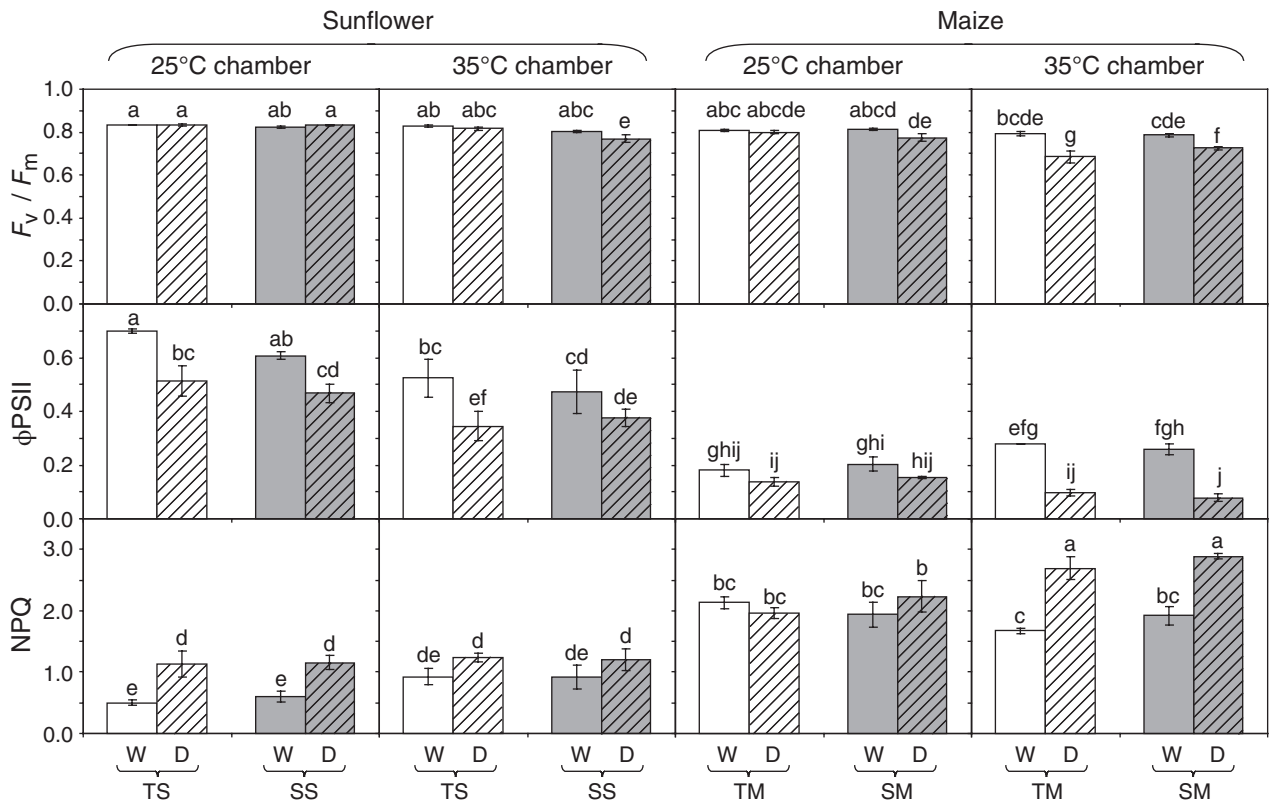 Sunflower Maize
25°C chamber 35°C chamber 25°C chamber 35°C chamber
Fv / Fm
1.0
0.8
0.6
0.4
0.2
0.0
a a ab a ab abc abc e abc abcde abcd de bcde g cde f
ϕPSII
0.6
0.4
0.2
0.0
a bc ab cd bc ef cd de ghij ij ghi hij efg ij fgh j
NPQ
3.0
2.0
1.0
0.0
e d e d de d de d bc bc bc b c a bc a
W D W D W D W D W D W D W D W D
TS SS TS SS TM SM TM SM